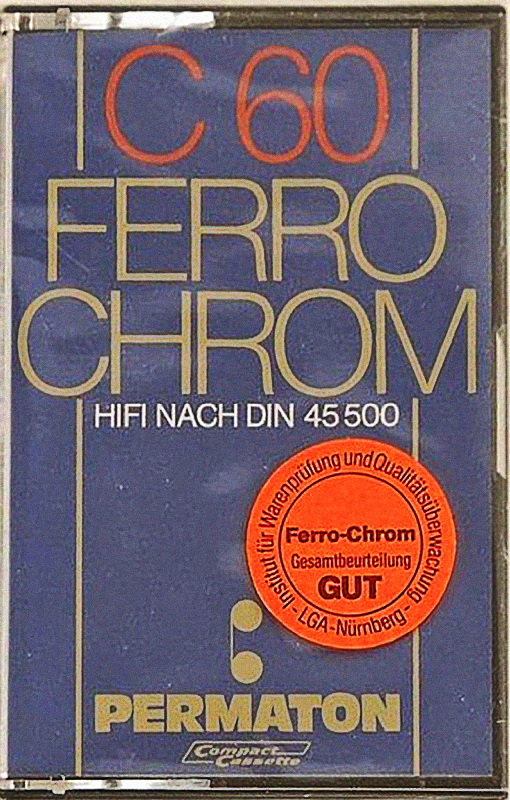 C 60
FERRO
CHROM
HIFI NACH DIN 45 500
Institut für Warenprüfung und Qualitätsüberwachung
Ferro-Chrom
Gesamtbeurteilung
GUT
- LGA-Nürnberg -
PERMATON
Compact
Cassette